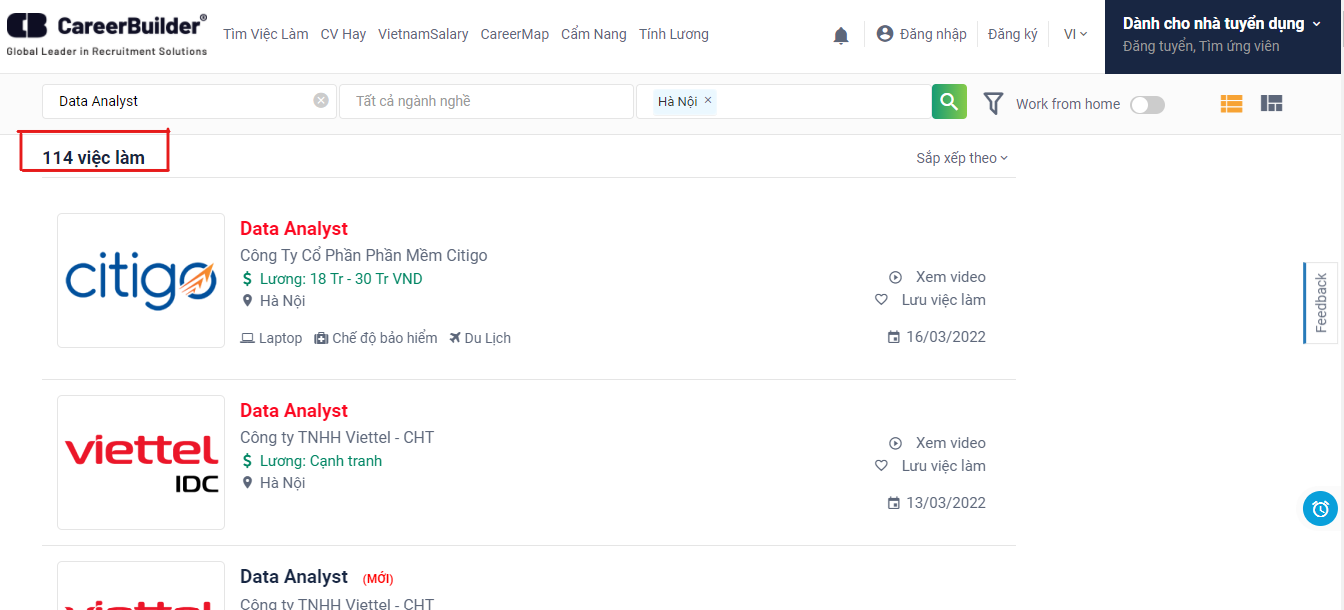 CareerBuilder®
Global Leader in Recruitment Solutions
Tìm Việc Làm CV Hay VietnamSalary CareerMap Cẩm Nang Tính Lương
Đăng nhập Đăng ký VI
Dành cho nhà tuyển dụng
Đăng tuyển, Tìm ứng viên
Data Analyst Tất cả ngành nghề Hà Nội × Work from home
114 việc làm Sắp xếp theo
citigo
Data Analyst
Công Ty Cổ Phần Phần Mềm Citigo
$ Lương: 18 Tr - 30 Tr VND
Hà Nội
Laptop Chế độ bảo hiểm Du Lịch
Xem video
Lưu việc làm
16/03/2022
Feedback
viettel
IDC
Data Analyst
Công ty TNHH Viettel - CHT
$ Lương: Cạnh tranh
Hà Nội
Xem video
Lưu việc làm
13/03/2022
Data Analyst (MỚI)
Công ty TNHH Viettel - CHT